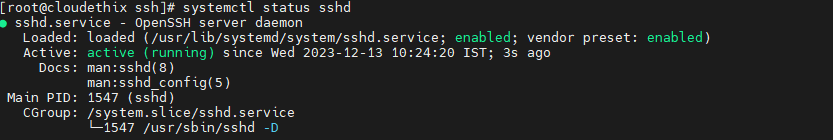 [root@cloudethix ssh]# systemctl status sshd
● sshd.service - OpenSSH server daemon
Loaded: loaded (/usr/lib/systemd/system/sshd.service; enabled; vendor preset: enabled)
Active: active (running) since Wed 2023-12-13 10:24:20 IST; 3s ago
Docs: man:sshd(8)
man:sshd_config(5)
Main PID: 1547 (sshd)
CGroup: /system.slice/sshd.service
└─1547 /usr/sbin/sshd -D